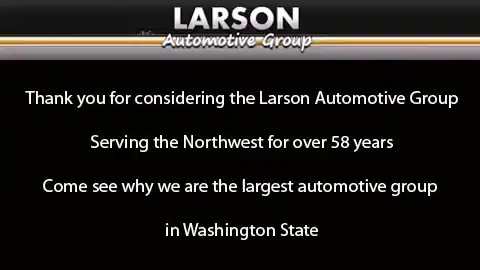 LARSON
Automotive Group
Thank you for considering the Larson Automotive Group
Serving the Northwest for over 58 years
Come see why we are the largest automotive group
in Washington State